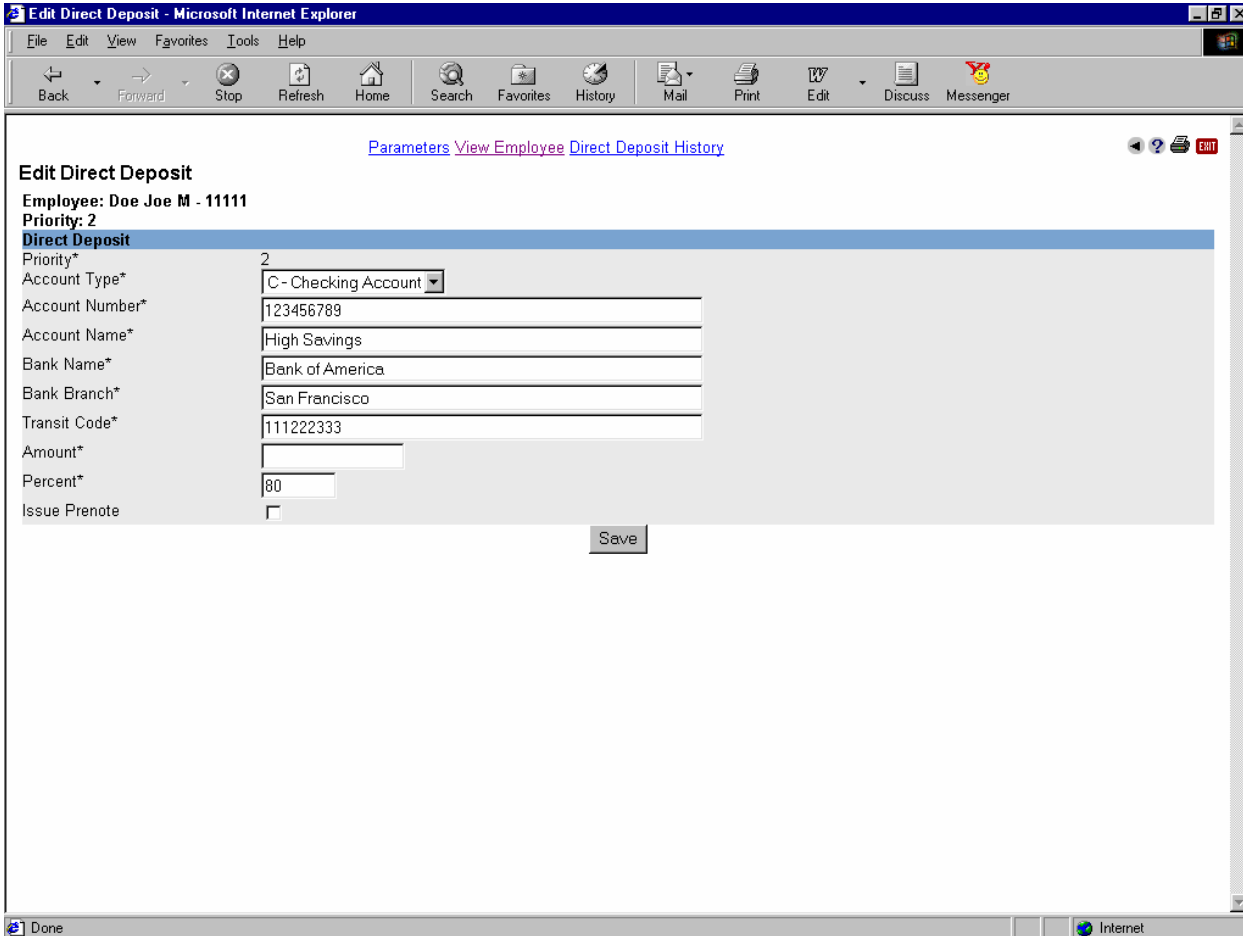 Edit Direct Deposit - Microsoft Internet Explorer
File Edit View Favorites Tools Help
Back Forward Stop Refresh Home Search Favorites History Mail Print Edit Discuss Messenger
Parameters View Employee Direct Deposit History
EXIT
Edit Direct Deposit
Employee: Doe Joe M - 11111
Priority: 2
Direct Deposit
Priority* 2
Account Type* C - Checking Account
Account Number* 123456789
Account Name* High Savings
Bank Name* Bank of America
Bank Branch* San Francisco
Transit Code* 111222333
Amount*
Percent* 80
Issue Prenote
Save
Done Internet